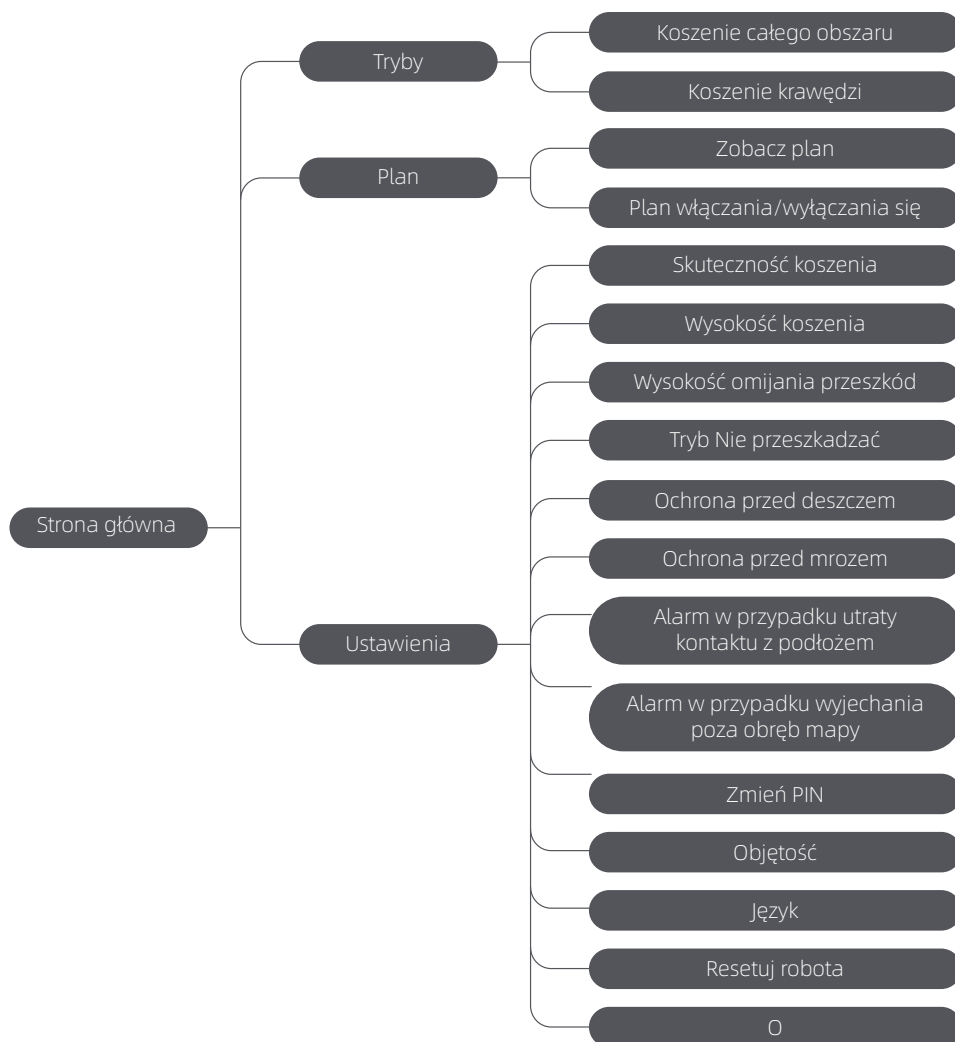 Strona główna
Tryby
Koszenie całego obszaru
Koszenie krawędzi
Plan
Zobacz plan
Plan włączania/wyłączania się
Ustawienia
Skuteczność koszenia
Wysokość koszenia
Wysokość omijania przeszkód
Tryb Nie przeszkadzać
Ochrona przed deszczem
Ochrona przed mrozem
Alarm w przypadku utraty
kontaktu z podłożem
Alarm w przypadku wyjechania
poza obręb mapy
Zmień PIN
Objętość
Język
Resetuj robota
O